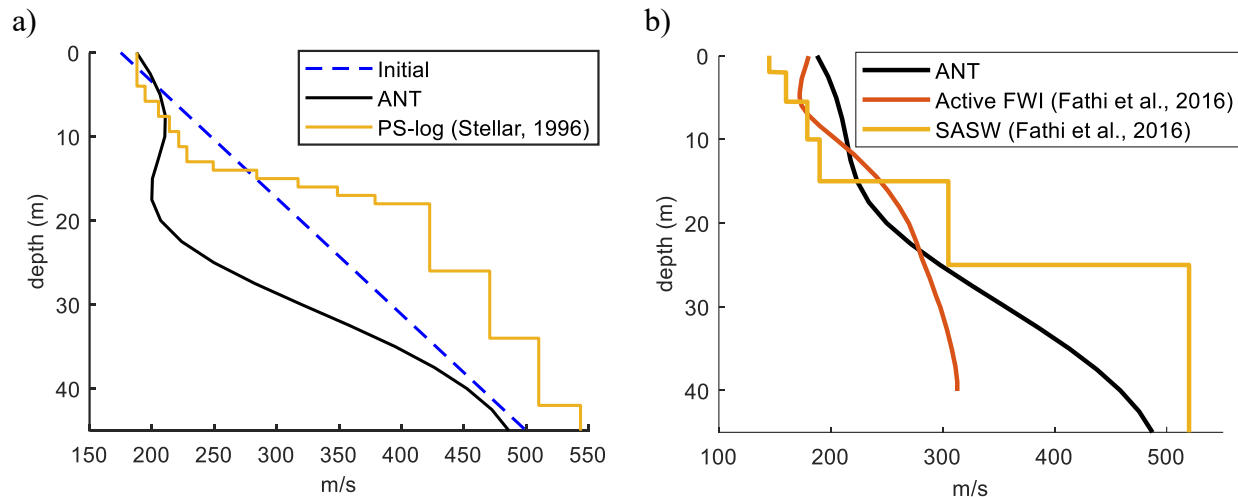 a)
Initial
ANT
PS-log (Stellar, 1996)
depth (m)
0
10
20
30
40
150 200 250 300 350 400 450 500 550
m/s
b)
ANT
Active FWI (Fathi et al., 2016)
SASW (Fathi et al., 2016)
depth (m)
0
10
20
30
40
100 200 300 400 500
m/s